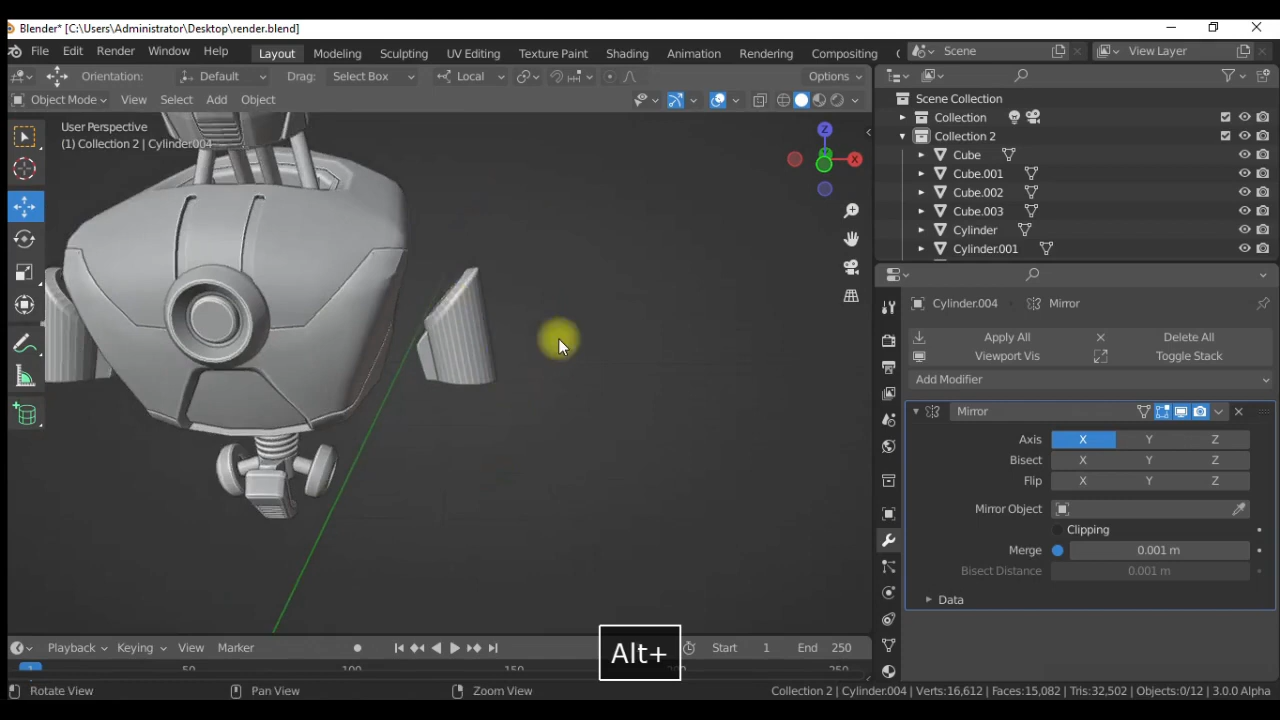 Blender* [C:\Users\Administrator\Desktop\render.blend]
File Edit Render Window Help Layout Modeling Sculpting UV Editing Texture Paint Shading Animation Rendering Compositing Scene View Layer
Orientation: Default Drag: Select Box Local Options
Object Mode View Select Add Object
User Perspective
(1) Collection 2 | Cylinder.004
Z
X
Scene Collection
Collection
Collection 2
Cube
Cube.001
Cube.002
Cube.003
Cylinder
Cylinder.001
Cylinder.004 Mirror
Apply All Delete All
Viewport Vis Toggle Stack
Add Modifier
Mirror
Axis X Y Z
Bisect X Y Z
Flip X Y Z
Mirror Object
Clipping
Merge 0.001 m
Bisect Distance 0.001 m
Data
Alt+
Playback Keying View Marker Start 1 End 250
1 50 100 150 250
Rotate View Pan View Zoom View Collection 2 | Cylinder.004 | Verts:16,612 | Faces:15,082 | Tris:32,502 | Objects:0/12 | 3.0.0 Alpha